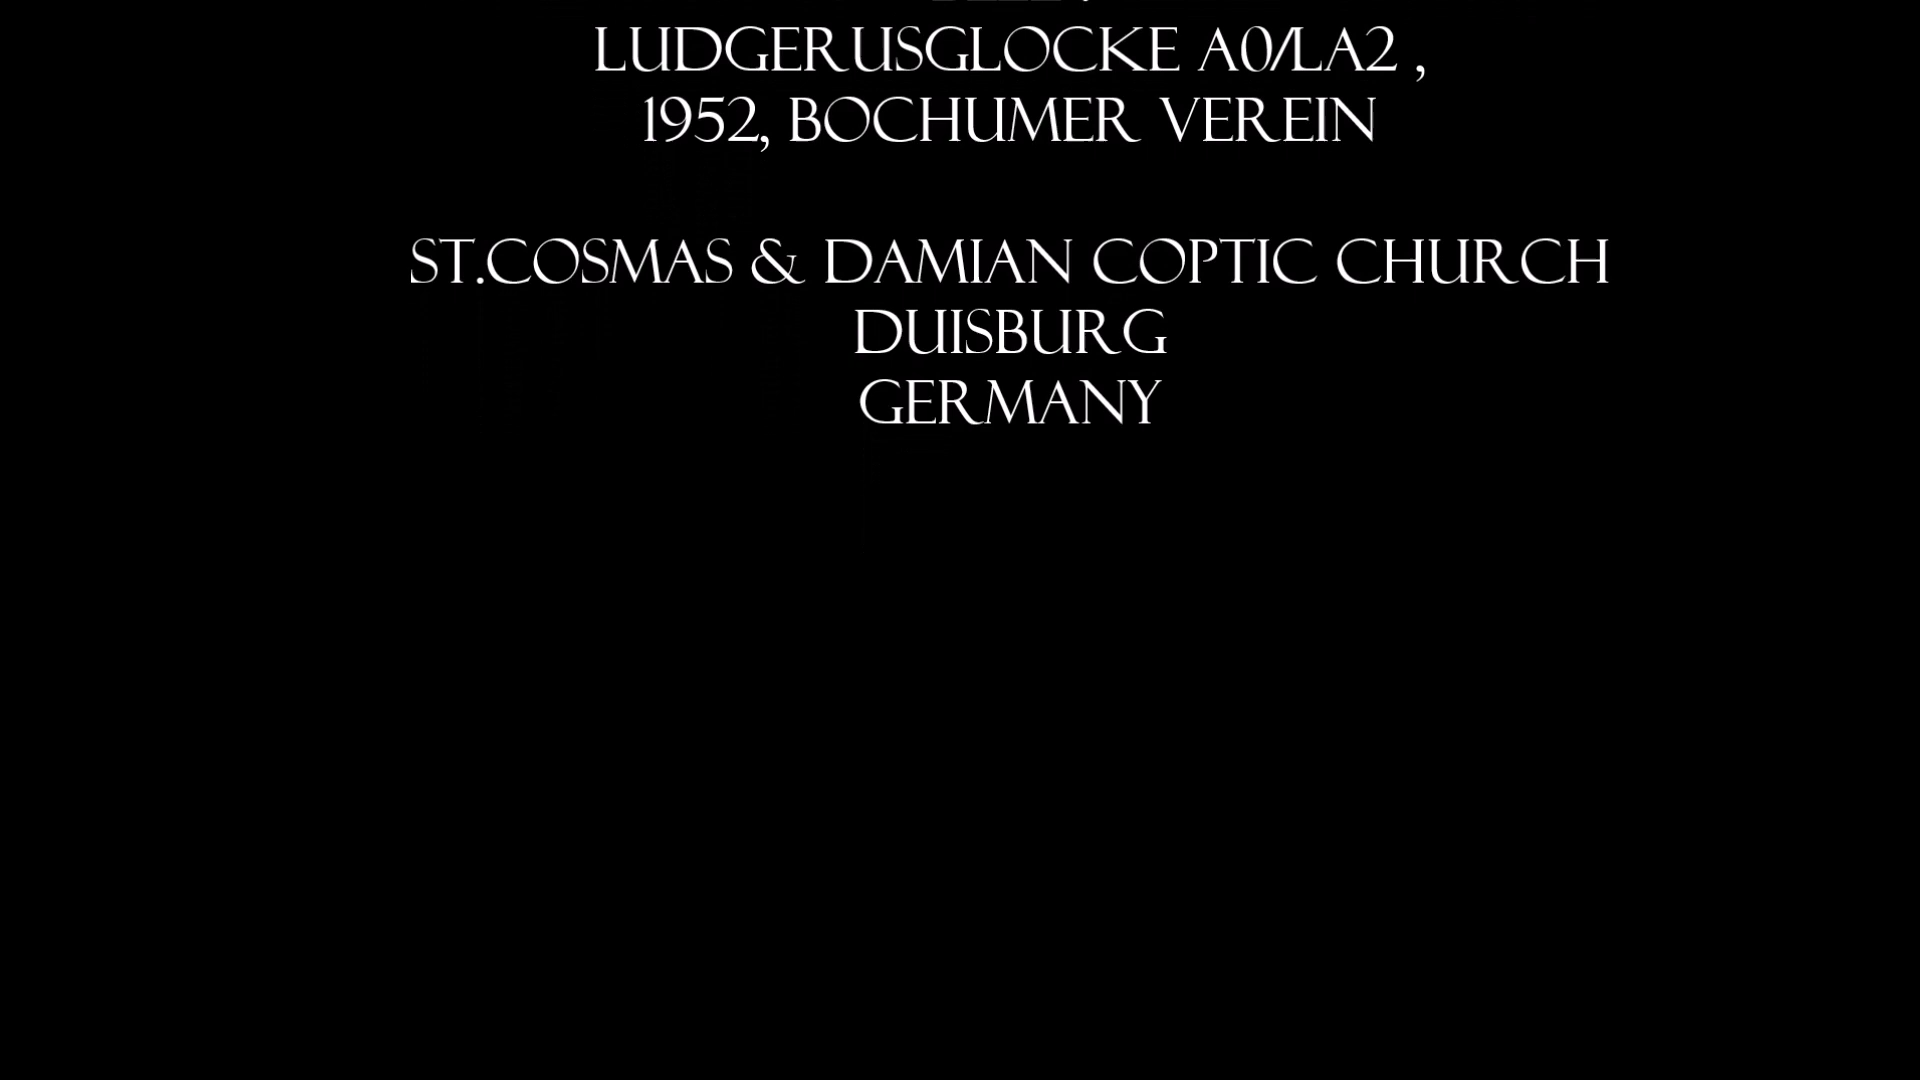 LUDGERUSGLOCKE A0/LA2 ,
1952, BOCHUMER VEREIN
ST.COSMAS & DAMIAN COPTIC CHURCH
DUISBURG
GERMANY